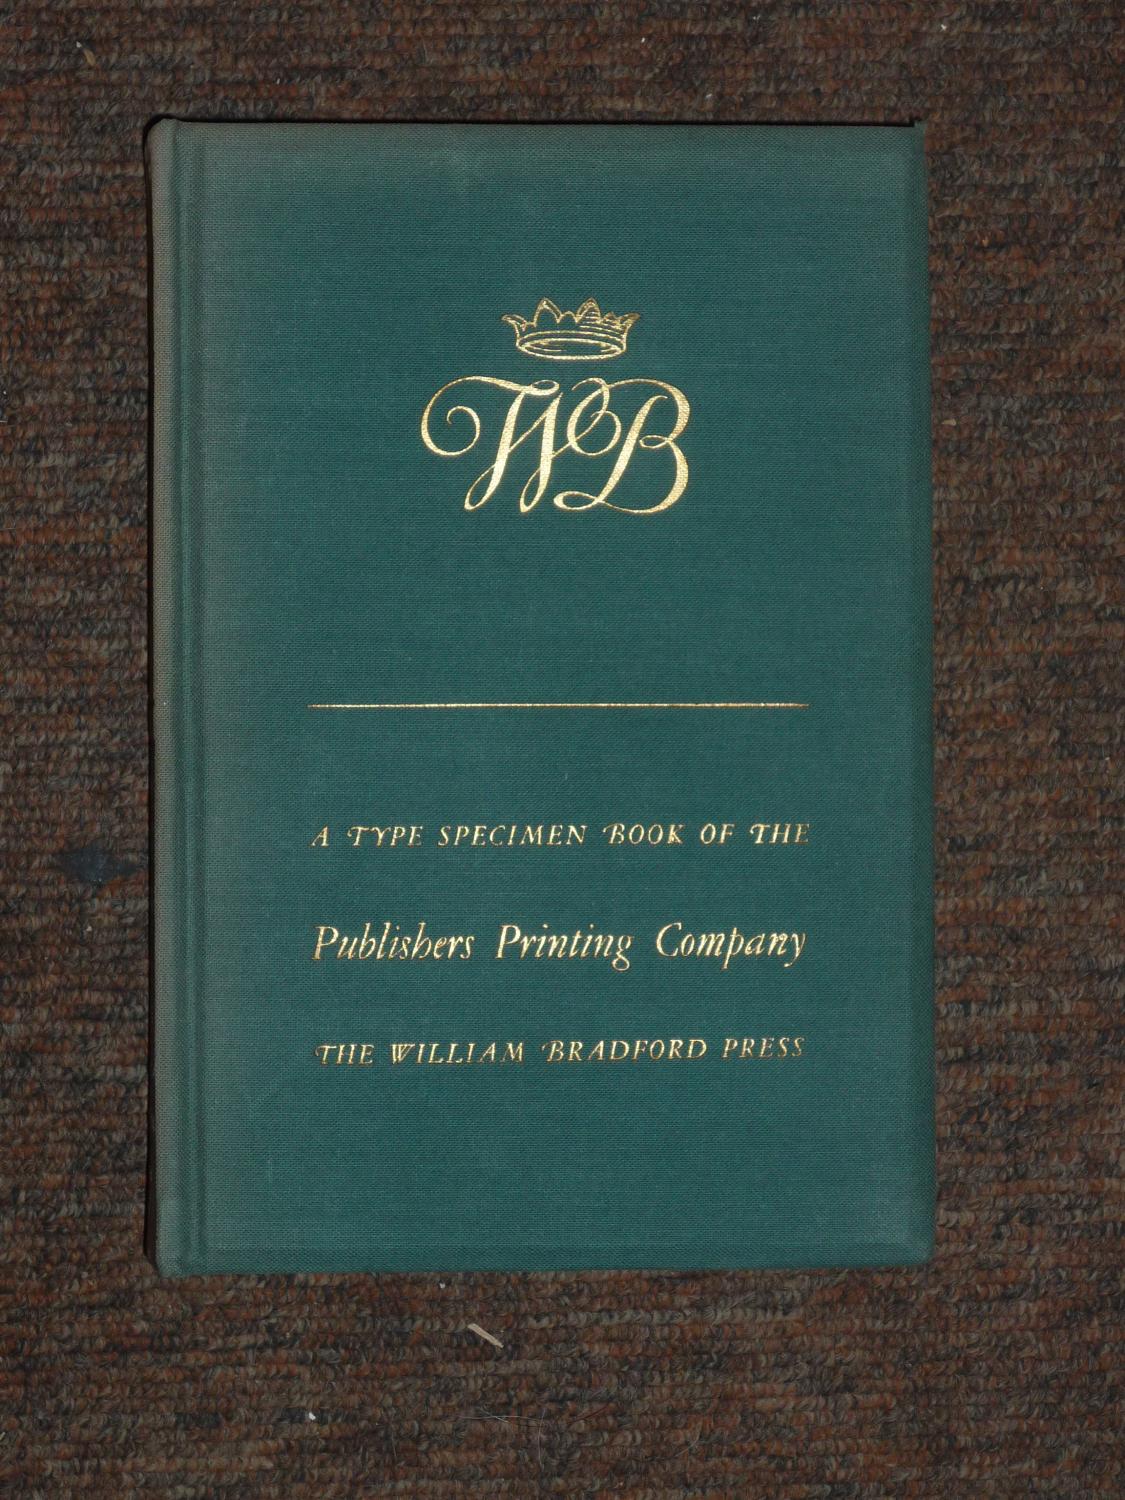 WB
A TYPE SPECIMEN BOOK OF THE
Publishers Printing Company
THE WILLIAM BRADFORD PRESS